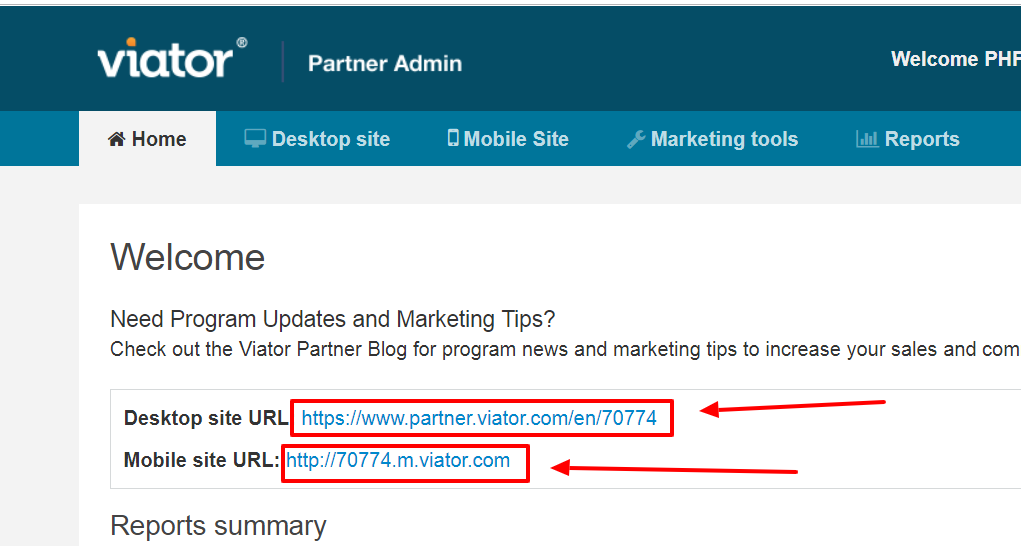 viator® Partner Admin Welcome PHP
Home Desktop site Mobile Site Marketing tools Reports
Welcome
Need Program Updates and Marketing Tips?
Check out the Viator Partner Blog for program news and marketing tips to increase your sales and com
Desktop site URL https://www.partner.viator.com/en/70774
Mobile site URL: http://70774.m.viator.com
Reports summary